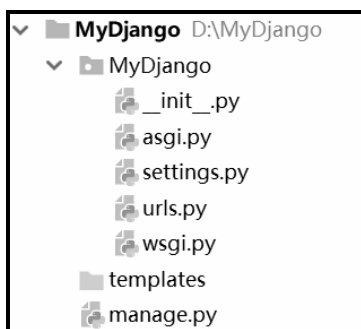 MyDjango D:\MyDjango
MyDjango
__init__.py
asgi.py
settings.py
urls.py
wsgi.py
templates
manage.py